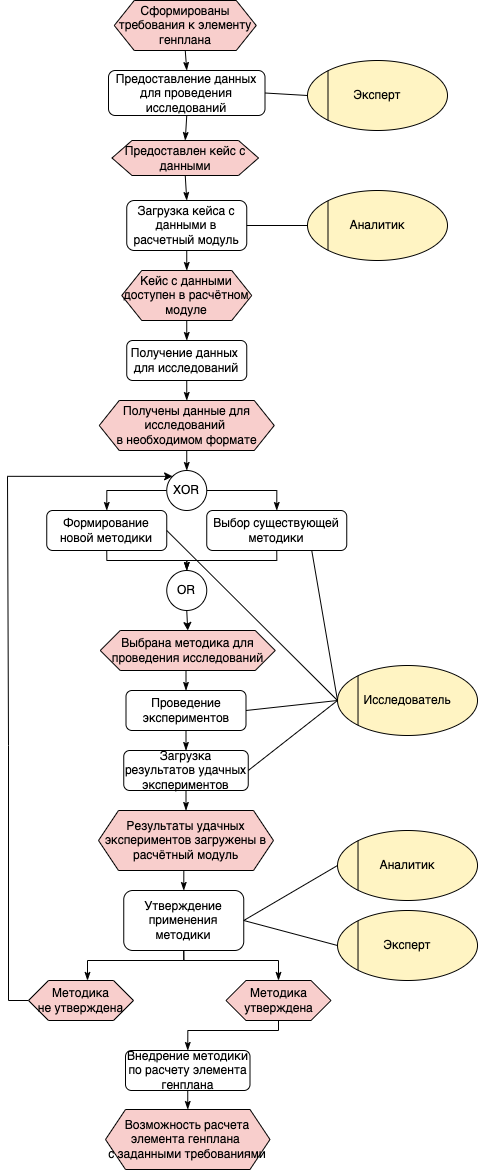 Сформированы
требования к элементу
генплана
Предоставление данных
для проведения
исследований
Эксперт
Предоставлен кейс с
данными
Загрузка кейса с
данными в
расчетный модуль
Аналитик
Кейс с данными
доступен в расчётном
модуле
Получение данных
для исследований
Получены данные для
исследований
в необходимом формате
XOR
Формирование
новой методики
Выбор существующей
методики
OR
Выбрана методика для
проведения исследований
Исследователь
Проведение
экспериментов
Загрузка
результатов удачных
экспериментов
Результаты удачных
экспериментов загружены в
расчётный модуль
Аналитик
Утверждение
применения
методики
Эксперт
Методика
не утверждена
Методика
утверждена
Внедрение методики
по расчету элемента
генплана
Возможность расчета
элемента генплана
с заданными требованиями